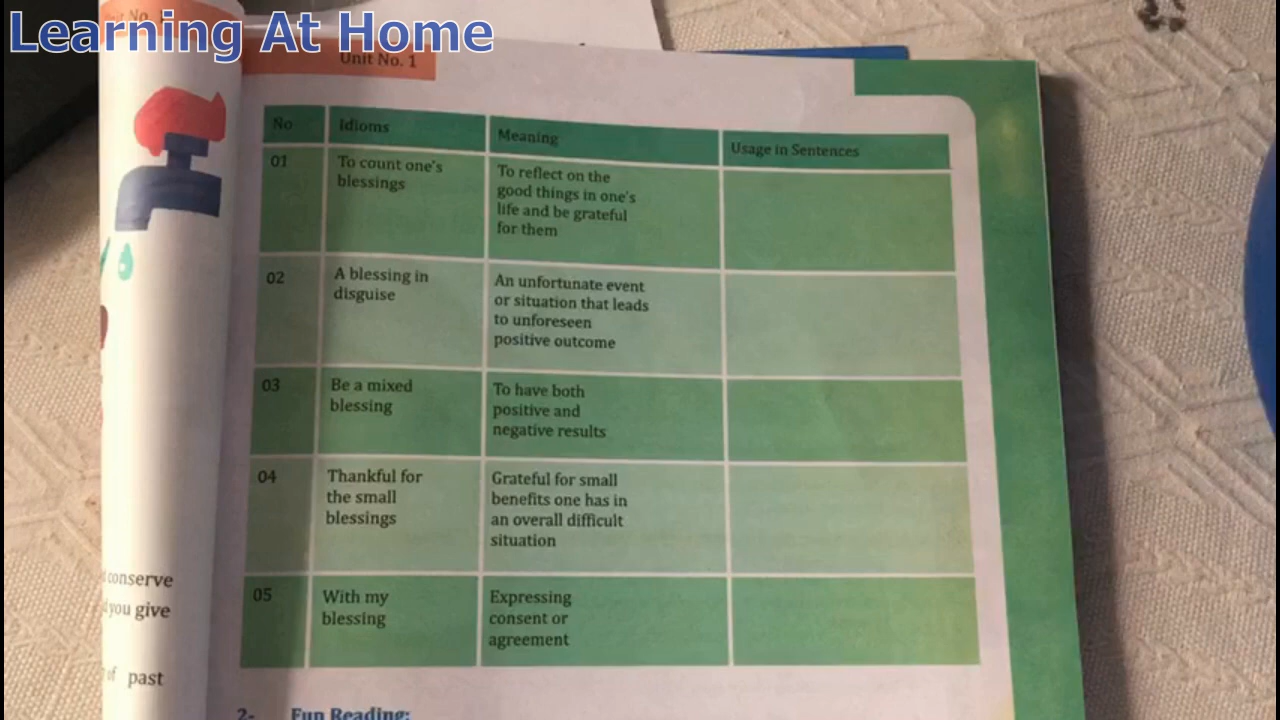 Learning At Home
Unit No. 1
No Idioms Meaning Usage in Sentences
01 To count one's
blessings
To reflect on the
good things in one's
life and be grateful
for them
02 A blessing in
disguise
An unfortunate event
or situation that leads
to unforeseen
positive outcome
03 Be a mixed
blessing
To have both
positive and
negative results
04 Thankful for
the small
blessings
Grateful for small
benefits one has in
an overall difficult
situation
05 With my
blessing
Expressing
consent or
agreement
conserve
you give
of past
2- Fun Reading: